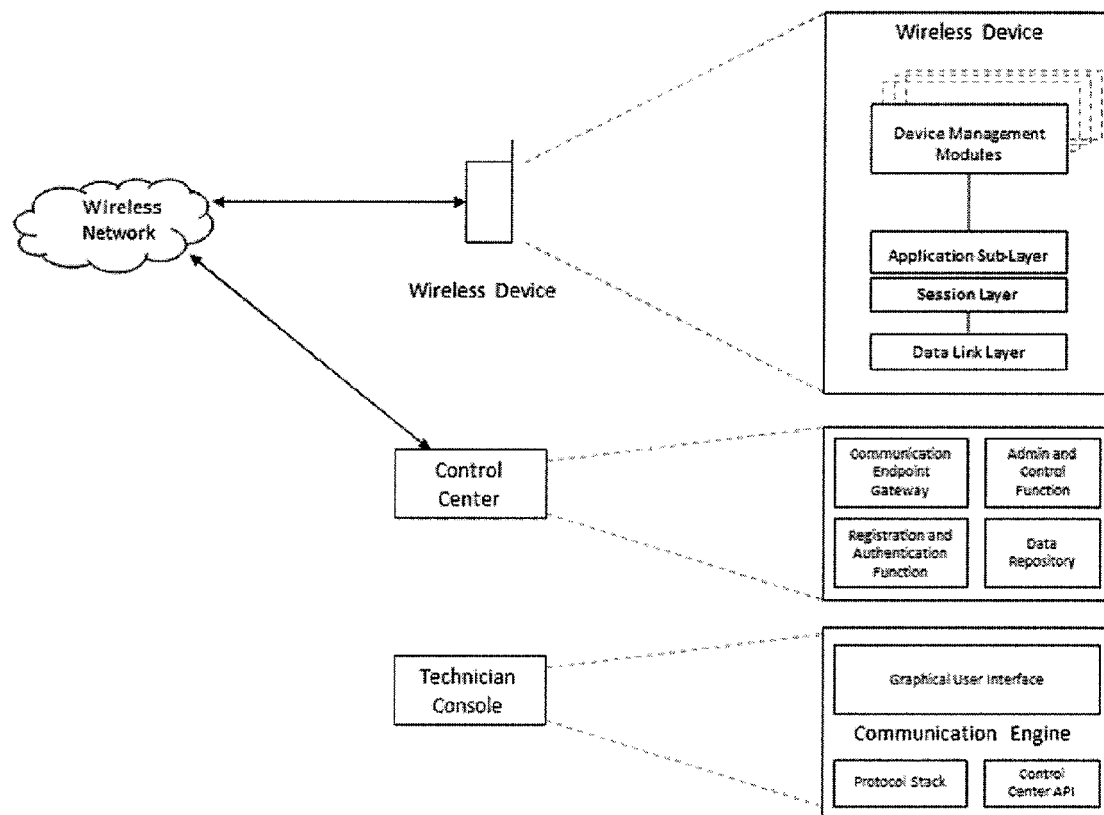 Wireless Device
Device Management
Modules
Wireless
Network
Application Sub-Layer
Wireless Device
Session Layer
Data Link Layer
Control
Center
Communication
Endpoint
Gateway
Admin and
Control
Function
Registration and
Authentication
Function
Data
Repository
Technician
Console
Graphical User Interface
Communication Engine
Protocol Stack
Control
Center API